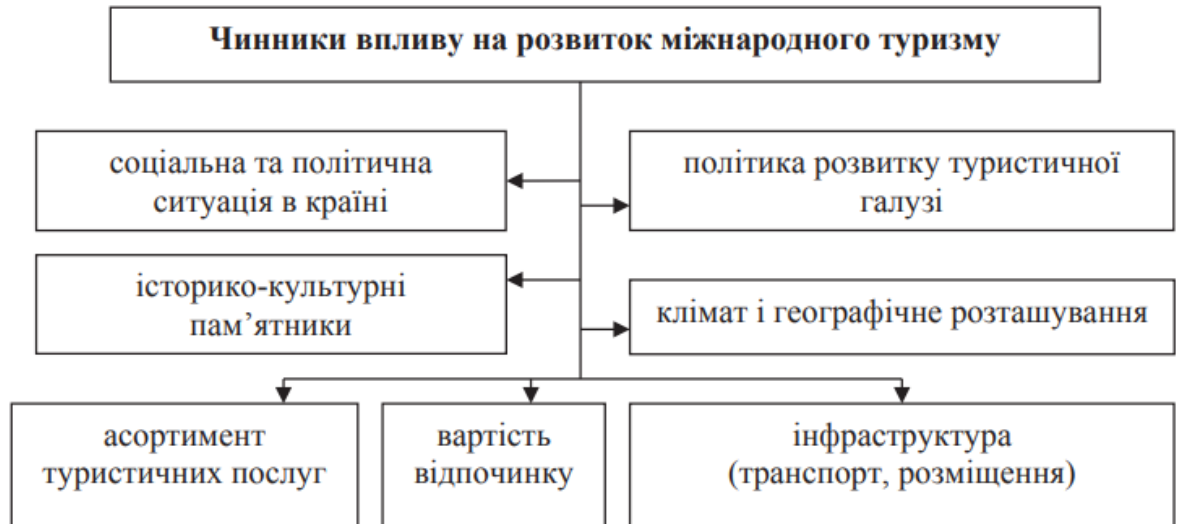 Чинники впливу на розвиток міжнародного туризму
соціальна та політична
ситуація в країні
політика розвитку туристичної
галузі
історико-культурні
пам’ятники
клімат і географічне розташування
асортимент
туристичних послуг
вартість
відпочинку
інфраструктура
(транспорт, розміщення)